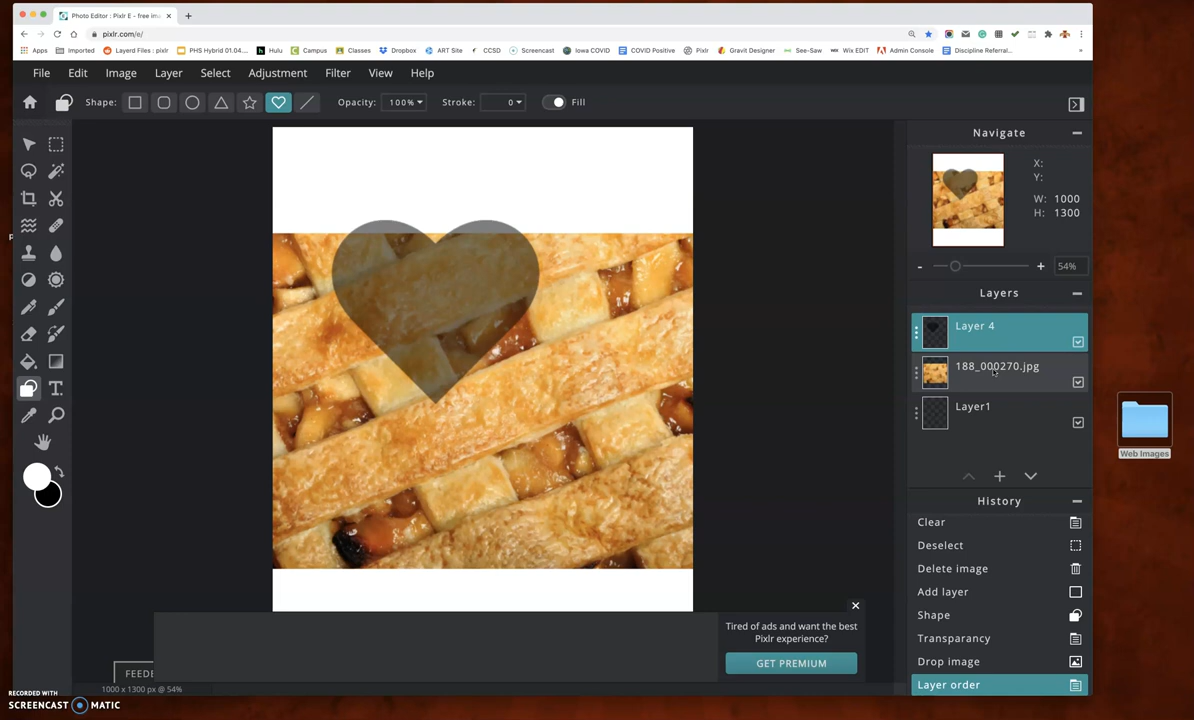 Photo Editor : Pixlr E - free ima
pixlr.com/e/
Apps Imported Layerd Files : pixlr PHS Hybrid 01.04.... Hulu Campus Classes Dropbox ART Site CCSD Screencast Iowa COVID COVID Positive Pixlr Gravit Designer See-Saw Wix EDIT Admin Console Discipline Referral... »
File Edit Image Layer Select Adjustment Filter View Help
Shape: Opacity: 100% Stroke: 0 Fill
Navigate
X:
Y:
W: 1000
H: 1300
- + 54%
Layers
Layer 4
188_000270.jpg
Layer1
Web Images
History
Clear
Deselect
Delete image
Add layer
Shape
Transparancy
Drop image
Layer order
Tired of ads and want the best
Pixlr experience?
GET PREMIUM
FEEDB
1000 x 1300 px @ 54%
RECORDED WITH
SCREENCAST MATIC